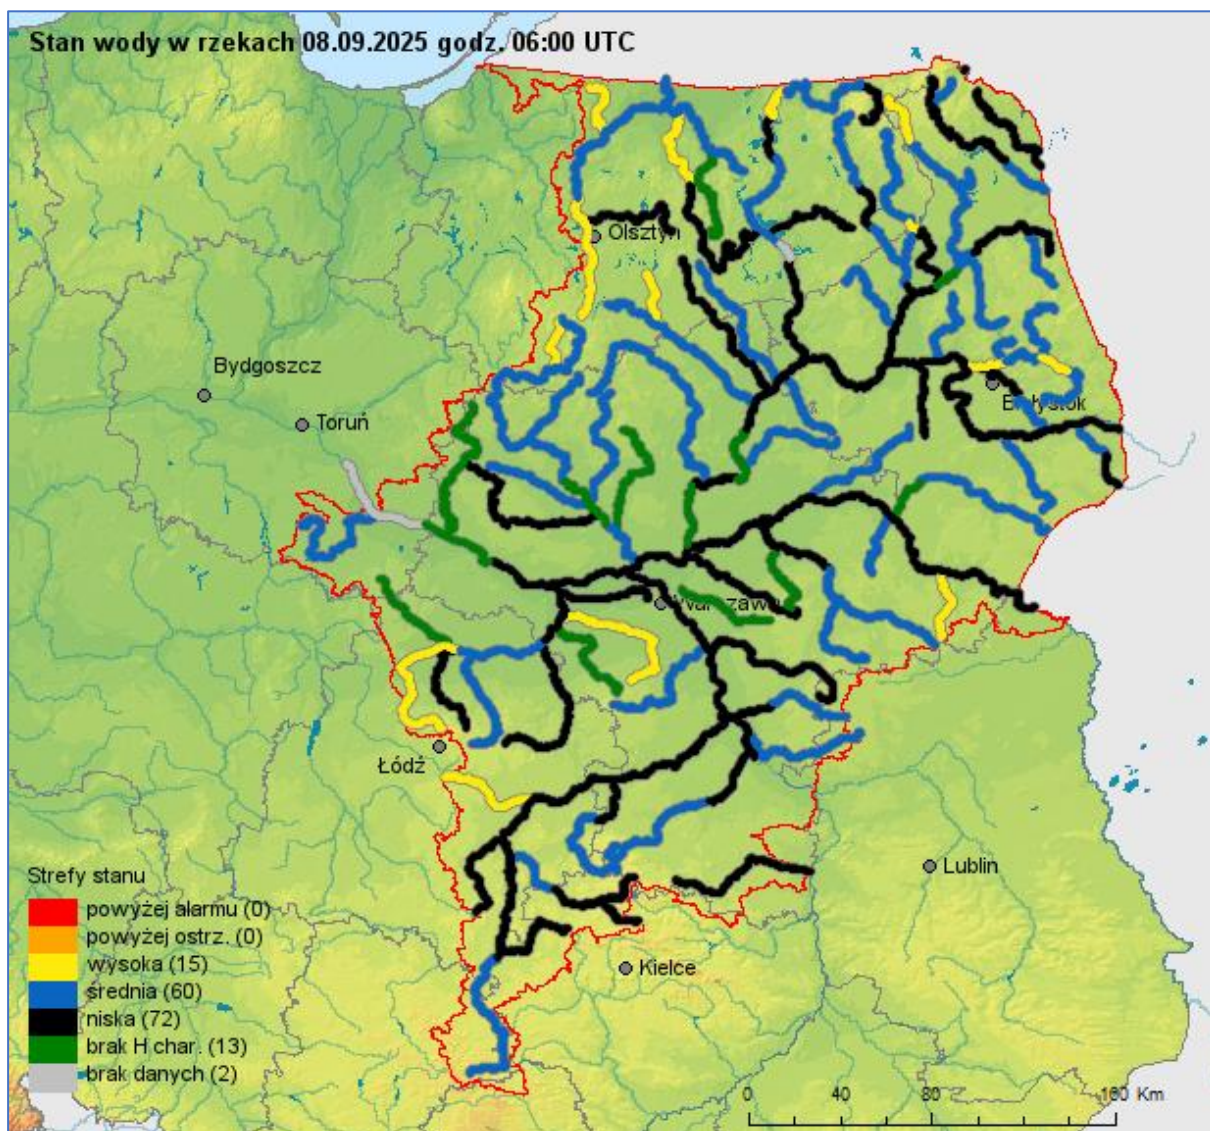 Stan wody w rzekach 08.09.2025 godz. 06:00 UTC
Olsztyn
Bydgoszcz
Białystok
Toruń
Warszawa
Łódź
Lublin
Kielce
Strefy stanu
powyżej alarmu (0)
powyżej ostrz. (0)
wysoka (15)
średnia (60)
niska (72)
brak H char. (13)
brak danych (2)
0 40 80 160 Km